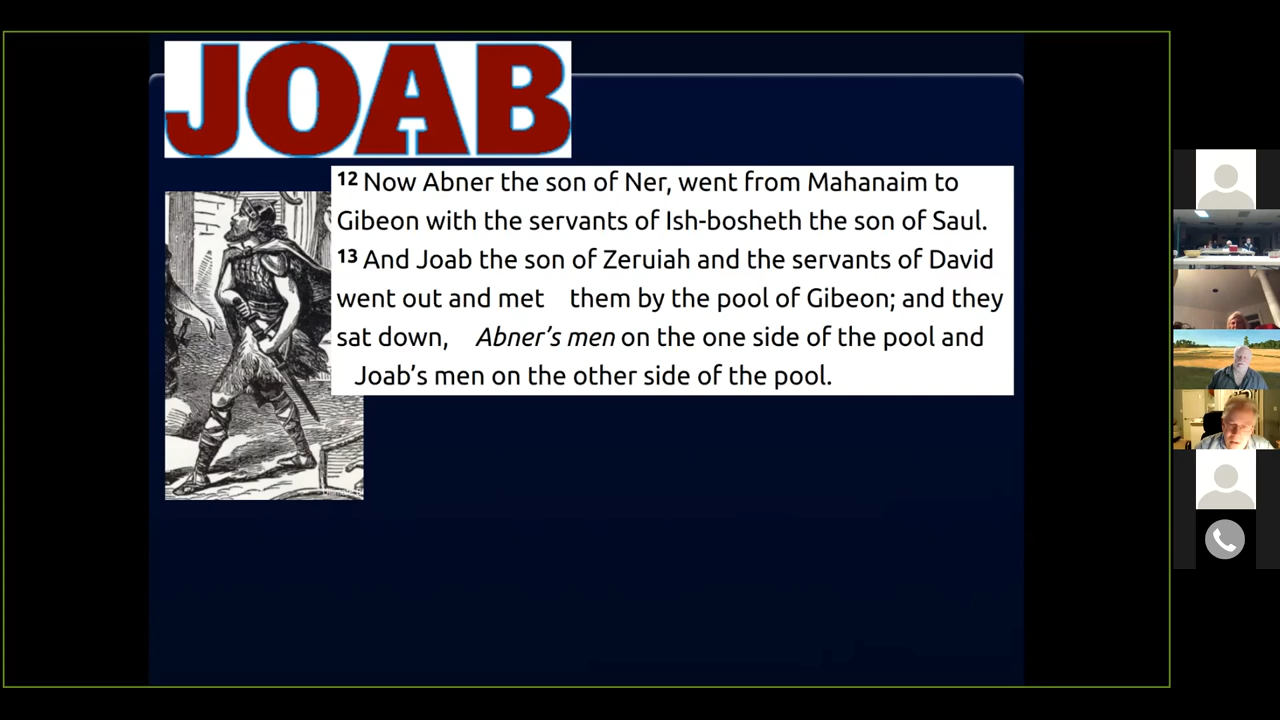 JOAB
12 Now Abner the son of Ner, went from Mahanaim to
Gibeon with the servants of Ish-bosheth the son of Saul.
13 And Joab the son of Zeruiah and the servants of David
went out and met them by the pool of Gibeon; and they
sat down, Abner’s men on the one side of the pool and
Joab’s men on the other side of the pool.